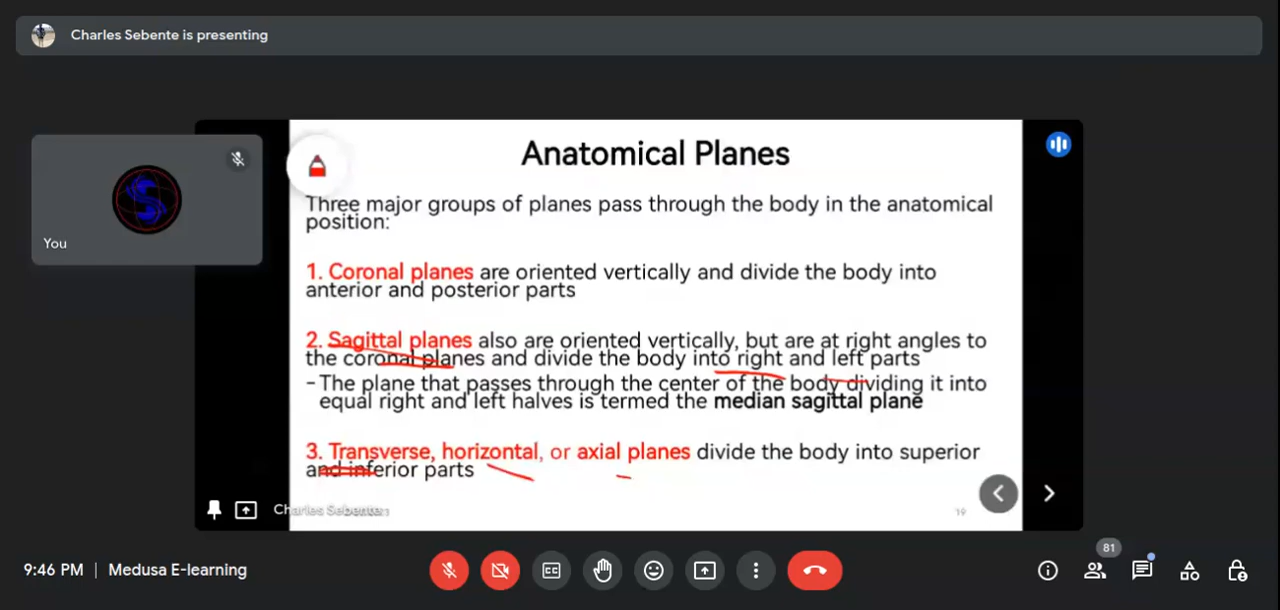 Charles Sebente is presenting
You
Anatomical Planes
Three major groups of planes pass through the body in the anatomical
position:
1. Coronal planes are oriented vertically and divide the body into
anterior and posterior parts
2. Sagittal planes also are oriented vertically, but are at right angles to
the coronal planes and divide the body into right and left parts
- The plane that passes through the center of the body dividing it into
equal right and left halves is termed the median sagittal plane
3. Transverse, horizontal, or axial planes divide the body into superior
and inferior parts
Charles Sebente
19
9:46 PM | Medusa E-learning
CC
81